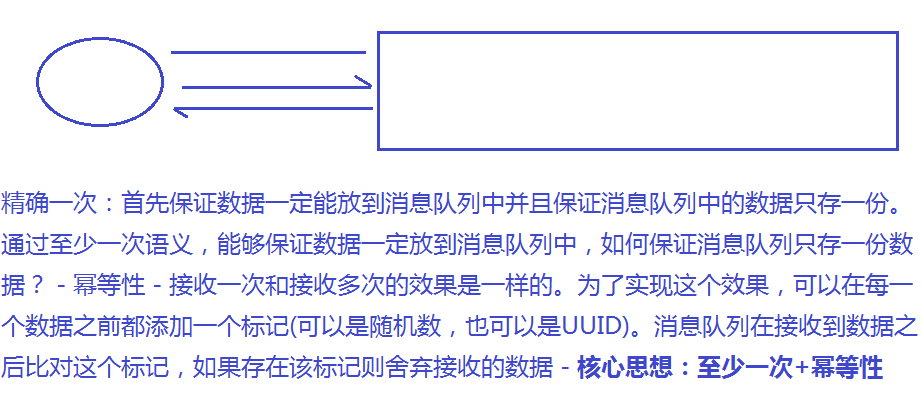 精确一次：首先保证数据一定能放到消息队列中并且保证消息队列中的数据只存一份。
通过至少一次语义，能够保证数据一定放到消息队列中，如何保证消息队列只存一份数
据？ - 幂等性 - 接收一次和接收多次的效果是一样的。为了实现这个效果，可以在每一
个数据之前都添加一个标记(可以是随机数，也可以是UUID)。消息队列在接收到数据之
后比对这个标记，如果存在该标记则舍弃接收的数据 - 核心思想：至少一次+幂等性